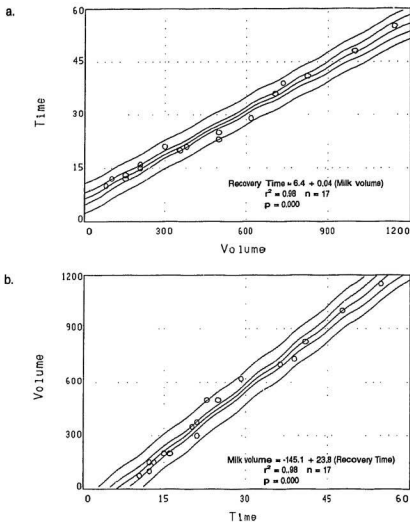 a.
60
45
30
15
Time
Recovery Time = 6.4 + 0.04 (Milk volume)
r² = 0.98 n = 17
p = 0.000
0 300 600 900 1200
Volume
b.
1200
900
600
300
0
Volume
Milk volume = -145.1 + 23.8 (Recovery Time)
r² = 0.98 n = 17
p = 0.000
0 15 30 45 60
Time